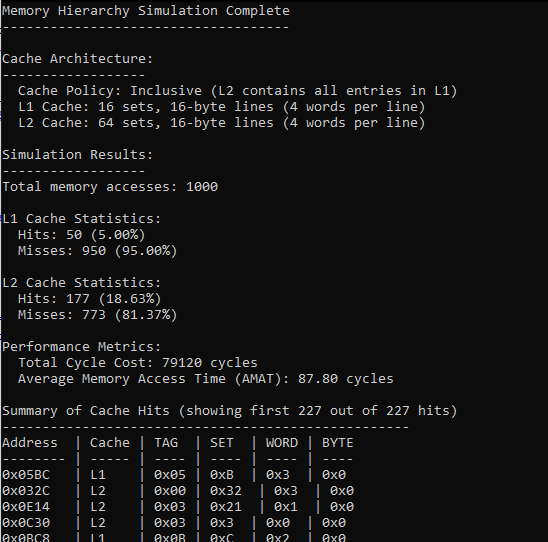 Memory Hierarchy Simulation Complete
------------------------------------
Cache Architecture:
------------------
Cache Policy: Inclusive (L2 contains all entries in L1)
L1 Cache: 16 sets, 16-byte lines (4 words per line)
L2 Cache: 64 sets, 16-byte lines (4 words per line)
Simulation Results:
------------------
Total memory accesses: 1000
L1 Cache Statistics:
Hits: 50 (5.00%)
Misses: 950 (95.00%)
L2 Cache Statistics:
Hits: 177 (18.63%)
Misses: 773 (81.37%)
Performance Metrics:
Total Cycle Cost: 79120 cycles
Average Memory Access Time (AMAT): 87.80 cycles
Summary of Cache Hits (showing first 227 out of 227 hits)
---------------------------------------------------
Address | Cache | TAG | SET | WORD | BYTE
-------- | ----- | ---- | ---- | ---- | ----
0x05BC | L1 | 0x05 | 0xB | 0x3 | 0x0
0x032C | L2 | 0x00 | 0x32 | 0x3 | 0x0
0x0E14 | L2 | 0x03 | 0x21 | 0x1 | 0x0
0x0C30 | L2 | 0x03 | 0x3 | 0x0 | 0x0
0x0BC8 | L1 | 0x0B | 0xC | 0x2 | 0x0